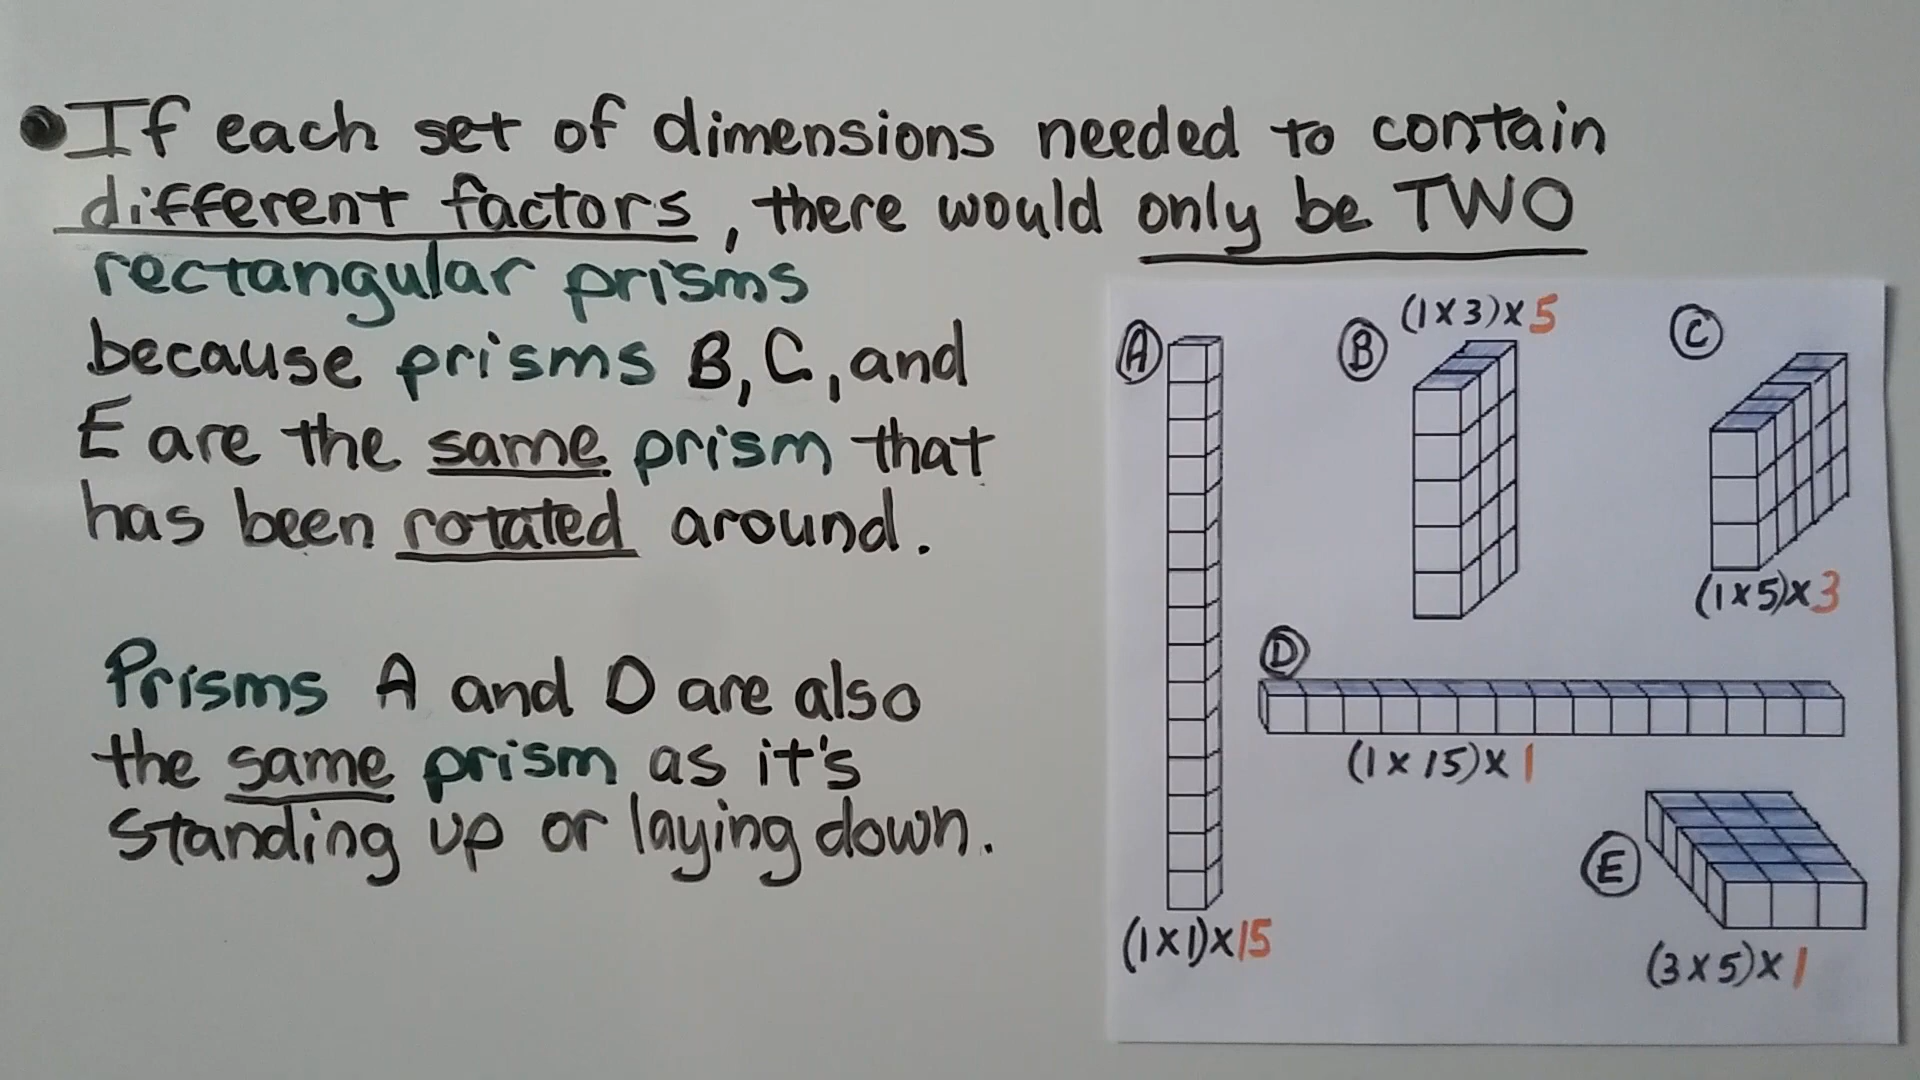 If each set of dimensions needed to contain
different factors, there would only be TWO
rectangular prisms
because prisms B, C, and
E are the same prism that
has been rotated around.
Prisms A and D are also
the same prism as it's
standing up or laying down.
A
(1x1)x15
B
(1x3)x5
C
(1x5)x3
D
(1x15)x1
E
(3x5)x1